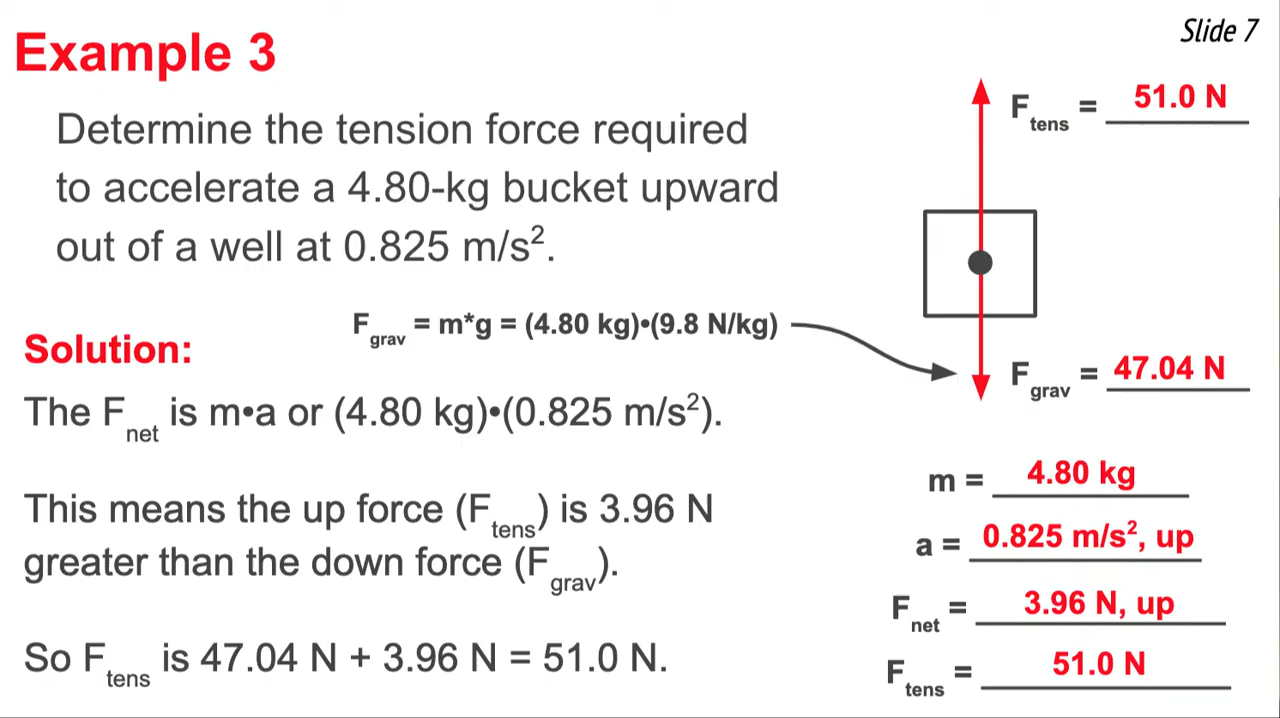 Slide 7
Example 3
Determine the tension force required
to accelerate a 4.80-kg bucket upward
out of a well at 0.825 m/s².
F_tens = 51.0 N
F_grav = m*g = (4.80 kg)•(9.8 N/kg)
Solution:
F_grav = 47.04 N
The F_net is m•a or (4.80 kg)•(0.825 m/s²).
This means the up force (F_tens) is 3.96 N
greater than the down force (F_grav).
So F_tens is 47.04 N + 3.96 N = 51.0 N.
m = 4.80 kg
a = 0.825 m/s², up
F_net = 3.96 N, up
F_tens = 51.0 N